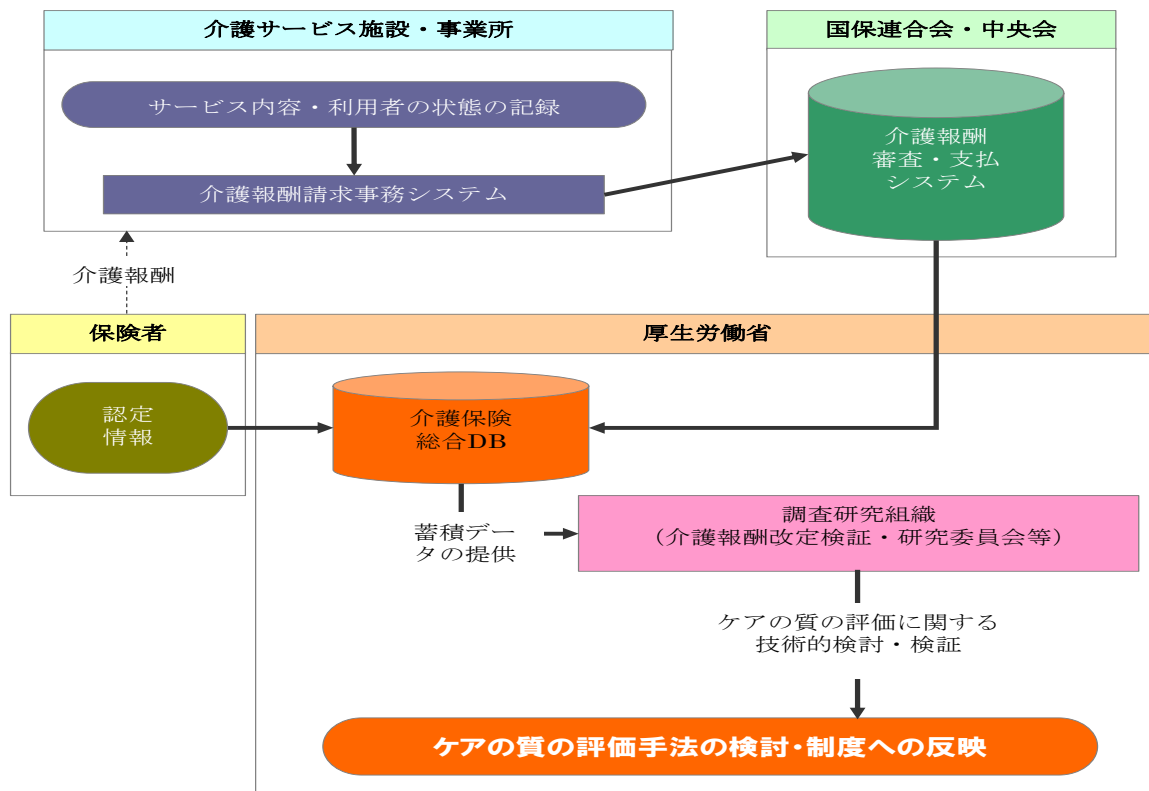 介護サービス施設・事業所
サービス内容・利用者の状態の記録
介護報酬請求事務システム
国保連合会・中央会
介護報酬
審査・支払
システム
介護報酬
保険者
認定
情報
厚生労働省
介護保険
総合DB
蓄積デー
タの提供
調査研究組織
（介護報酬改定検証・研究委員会等）
ケアの質の評価に関する
技術的検討・検証
ケアの質の評価手法の検討・制度への反映